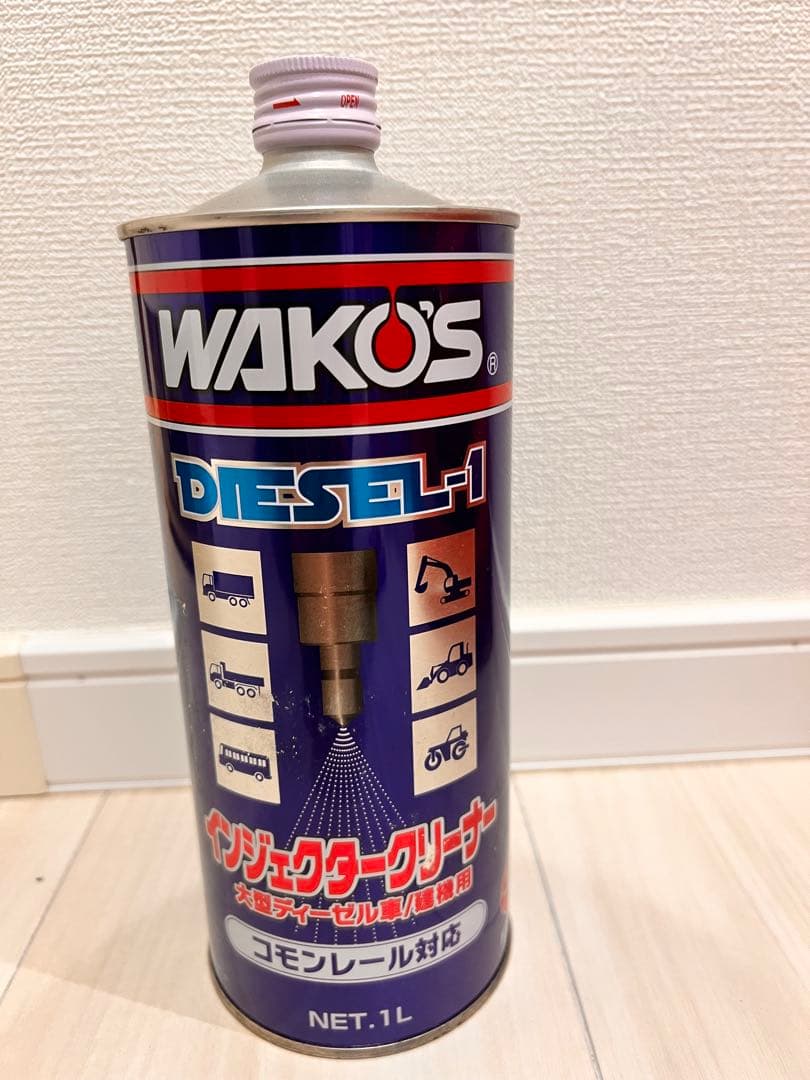 OPEN
WAKO'S®
DIESEL-1
インジェクタークリーナー
大型ディーゼル車/建機用
コモンレール対応
NET.1L